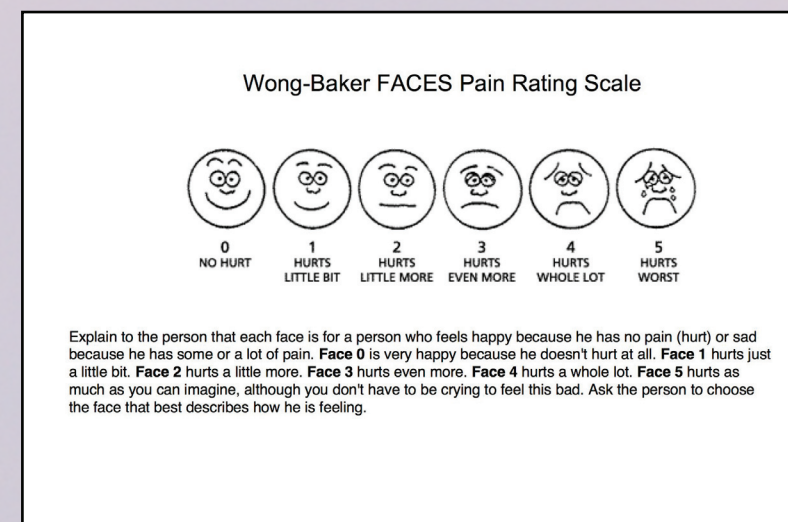 Wong-Baker FACES Pain Rating Scale
0 1 2 3 4 5
NO HURT HURTS HURTS HURTS HURTS HURTS
LITTLE BIT LITTLE MORE EVEN MORE WHOLE LOT WORST
Explain to the person that each face is for a person who feels happy because he has no pain (hurt) or sad
because he has some or a lot of pain. Face 0 is very happy because he doesn't hurt at all. Face 1 hurts just
a little bit. Face 2 hurts a little more. Face 3 hurts even more. Face 4 hurts a whole lot. Face 5 hurts as
much as you can imagine, although you don't have to be crying to feel this bad. Ask the person to choose
the face that best describes how he is feeling.